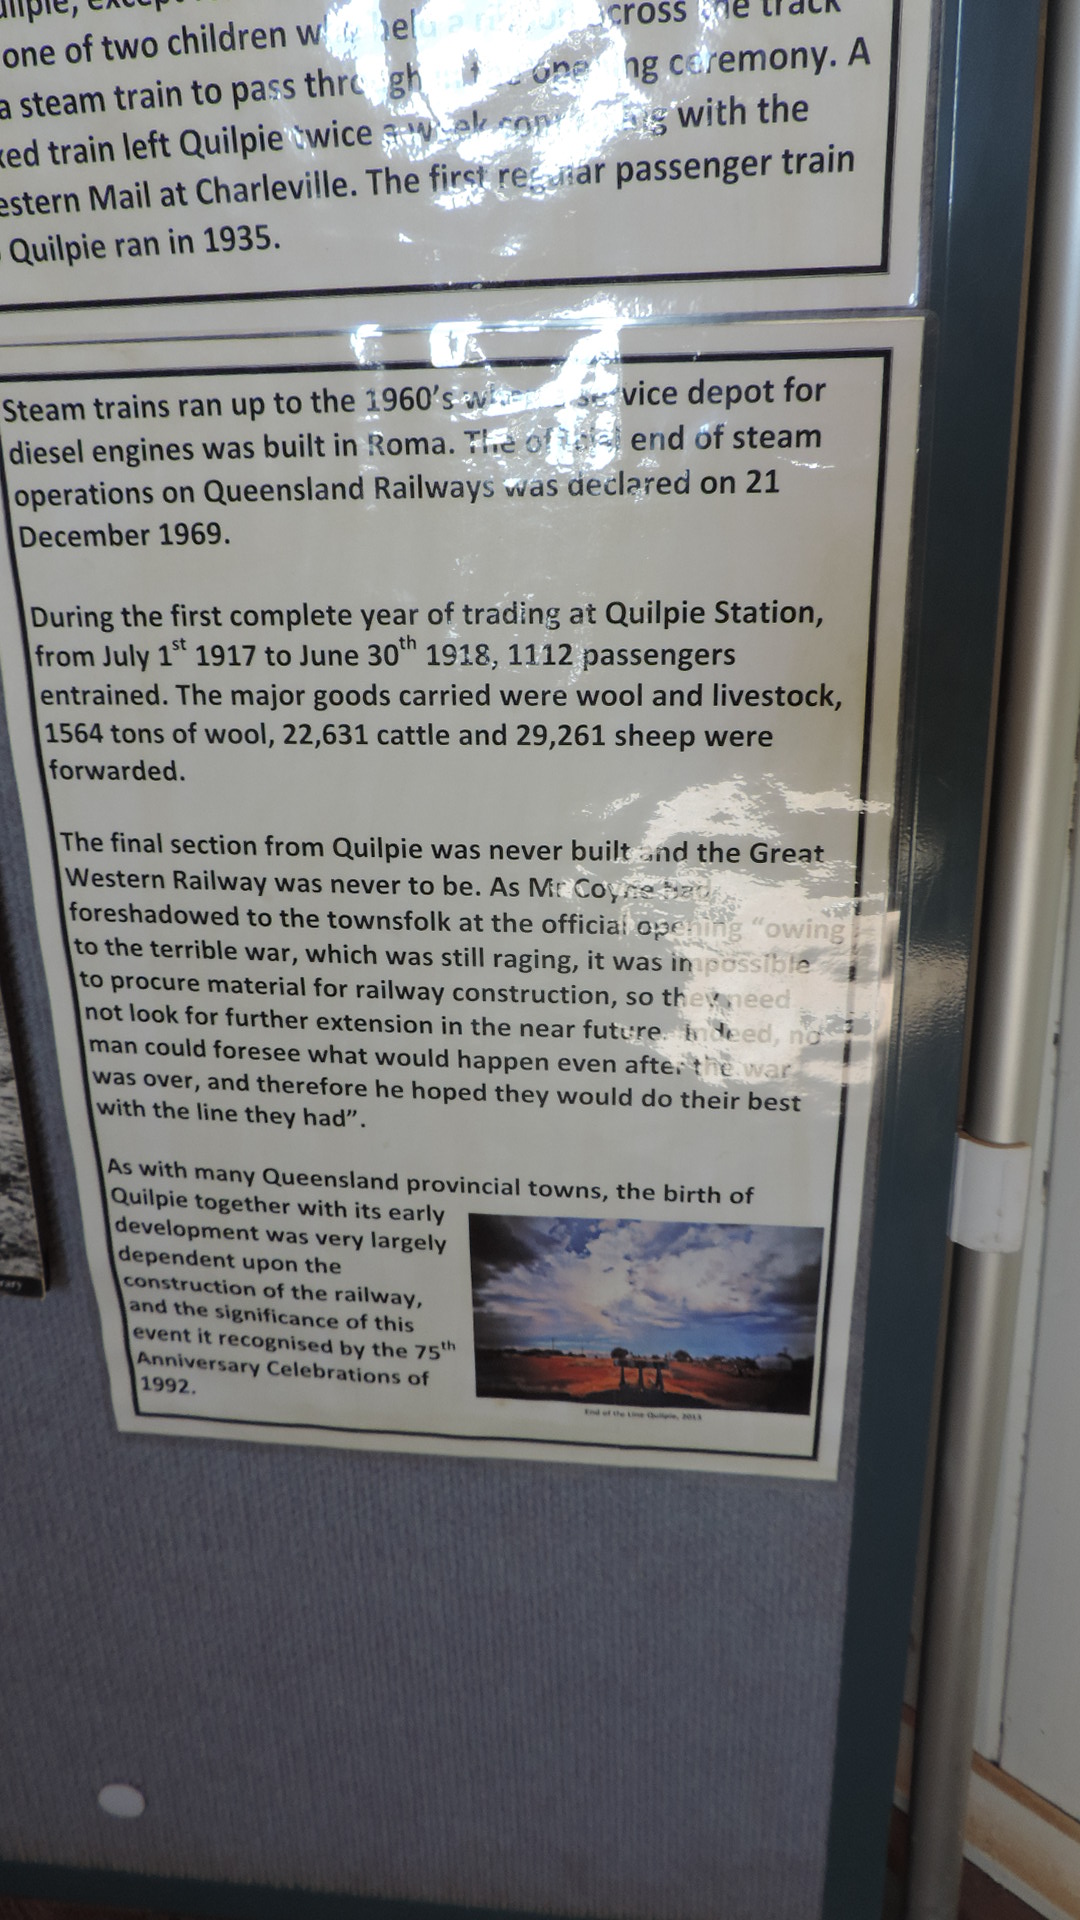 one of two children who held a ribbon across the track
a steam train to pass through in the opening ceremony. A
xed train left Quilpie twice a week connecting with the
estern Mail at Charleville. The first regular passenger train
Quilpie ran in 1935.
Steam trains ran up to the 1960's when a service depot for
diesel engines was built in Roma. The official end of steam
operations on Queensland Railways was declared on 21
December 1969.
During the first complete year of trading at Quilpie Station,
from July 1st 1917 to June 30th 1918, 1112 passengers
entrained. The major goods carried were wool and livestock,
1564 tons of wool, 22,631 cattle and 29,261 sheep were
forwarded.
The final section from Quilpie was never built and the Great
Western Railway was never to be. As Mr Coyne had
foreshadowed to the townsfolk at the official opening “owing
to the terrible war, which was still raging, it was impossible
to procure material for railway construction, so they need
not look for further extension in the near future. Indeed, no
man could foresee what would happen even after the war
was over, and therefore he hoped they would do their best
with the line they had”.
As with many Queensland provincial towns, the birth of
Quilpie together with its early
development was very largely
dependent upon the
construction of the railway,
and the significance of this
event it recognised by the 75th
Anniversary Celebrations of
1992.
End of the Line Quilpie, 2013